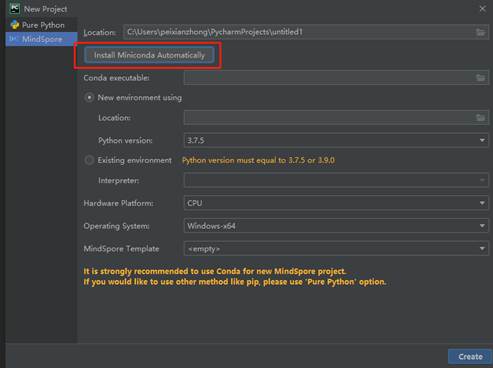 New Project
Pure Python
MindSpore
Location: C:\Users\peixianzhong\PycharmProjects\untitled1
Install Miniconda Automatically
Conda executable:
New environment using
Location:
Python version: 3.7.5
Existing environment Python version must equal to 3.7.5 or 3.9.0
Interpreter:
Hardware Platform: CPU
Operating System: Windows-x64
MindSpore Template <empty>
It is strongly recommended to use Conda for new MindSpore project.
If you would like to use other method like pip, please use 'Pure Python' option.
Create